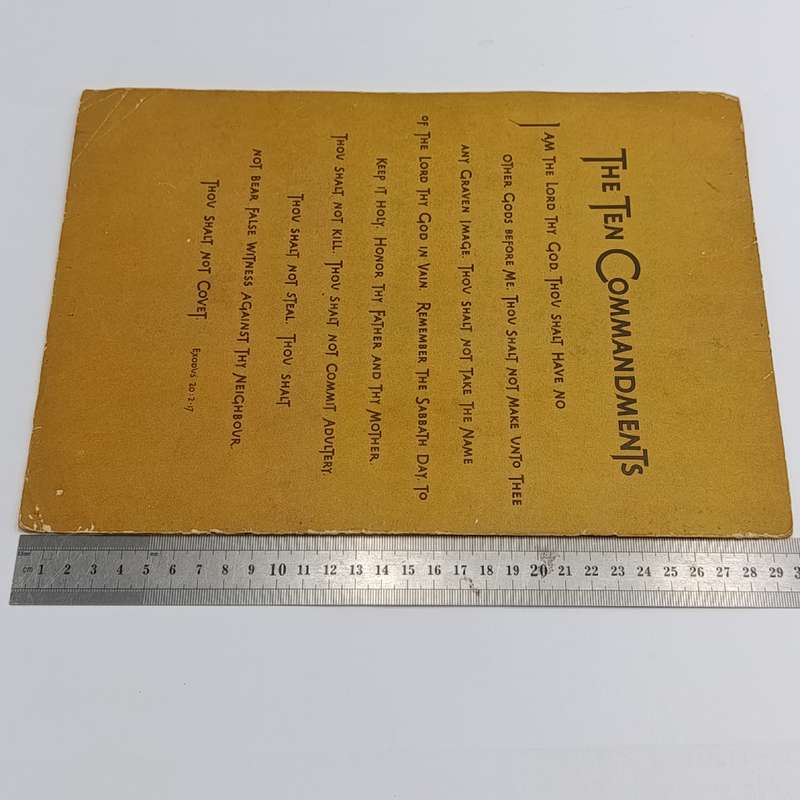 THE TEN COMMANDMENTS
I AM THE LORD THY GOD. THOU SHALT HAVE NO
OTHER GODS BEFORE ME. THOU SHALT NOT MAKE UNTO THEE
ANY GRAVEN IMAGE. THOU SHALT NOT TAKE THE NAME
OF THE LORD THY GOD IN VAIN. REMEMBER THE SABBATH DAY, TO
KEEP IT HOLY. HONOR THY FATHER AND THY MOTHER.
THOU SHALT NOT KILL. THOU SHALT NOT COMMIT ADULTERY.
THOU SHALT NOT STEAL. THOU SHALT
NOT BEAR FALSE WITNESS AGAINST THY NEIGHBOUR.
THOU SHALT NOT COVET. EXODUS 20:2-17
cm 1 2 3 4 5 6 7 8 9 10 11 12 13 14 15 16 17 18 19 20 21 22 23 24 25 26 27 28 29